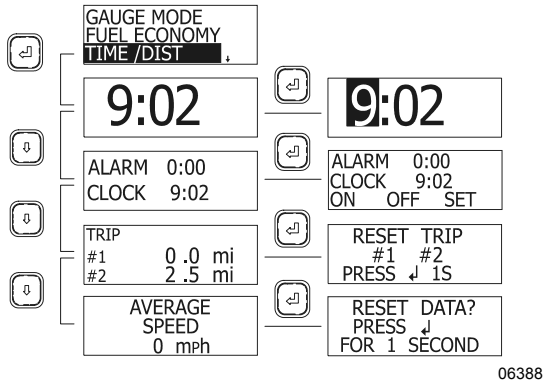 GAUGE MODE
FUEL ECONOMY
TIME /DIST
9:02
9:02
ALARM 0:00
CLOCK 9:02
ALARM 0:00
CLOCK 9:02
ON OFF SET
TRIP
#1 0.0 mi
#2 2.5 mi
RESET TRIP
#1 #2
PRESS ↲ 1S
AVERAGE
SPEED
0 mPh
RESET DATA?
PRESS ↲
FOR 1 SECOND
06388